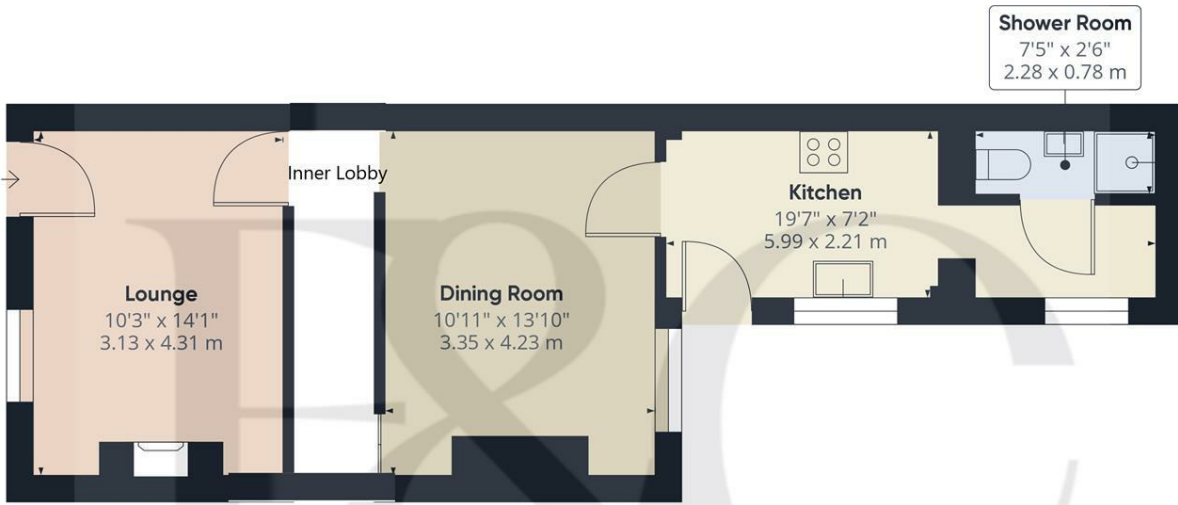 Shower Room
7'5" x 2'6"
2.28 x 0.78 m
Inner Lobby
Kitchen
19'7" x 7'2"
5.99 x 2.21 m
Lounge
10'3" x 14'1"
3.13 x 4.31 m
Dining Room
10'11" x 13'10"
3.35 x 4.23 m
F&C